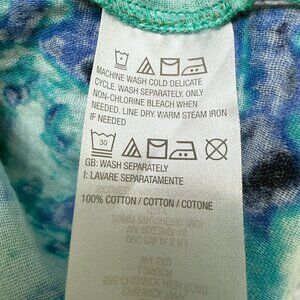 MACHINE WASH COLD DELICATE
CYCLE. WASH SEPARATELY. ONLY
NON-CHLORINE BLEACH WHEN
NEEDED. LINE DRY. WARM STEAM IRON
IF NEEDED
30
GB: WASH SEPARATELY
I: LAVARE SEPARATAMENTE
100% COTTON / COTTON / COTONE